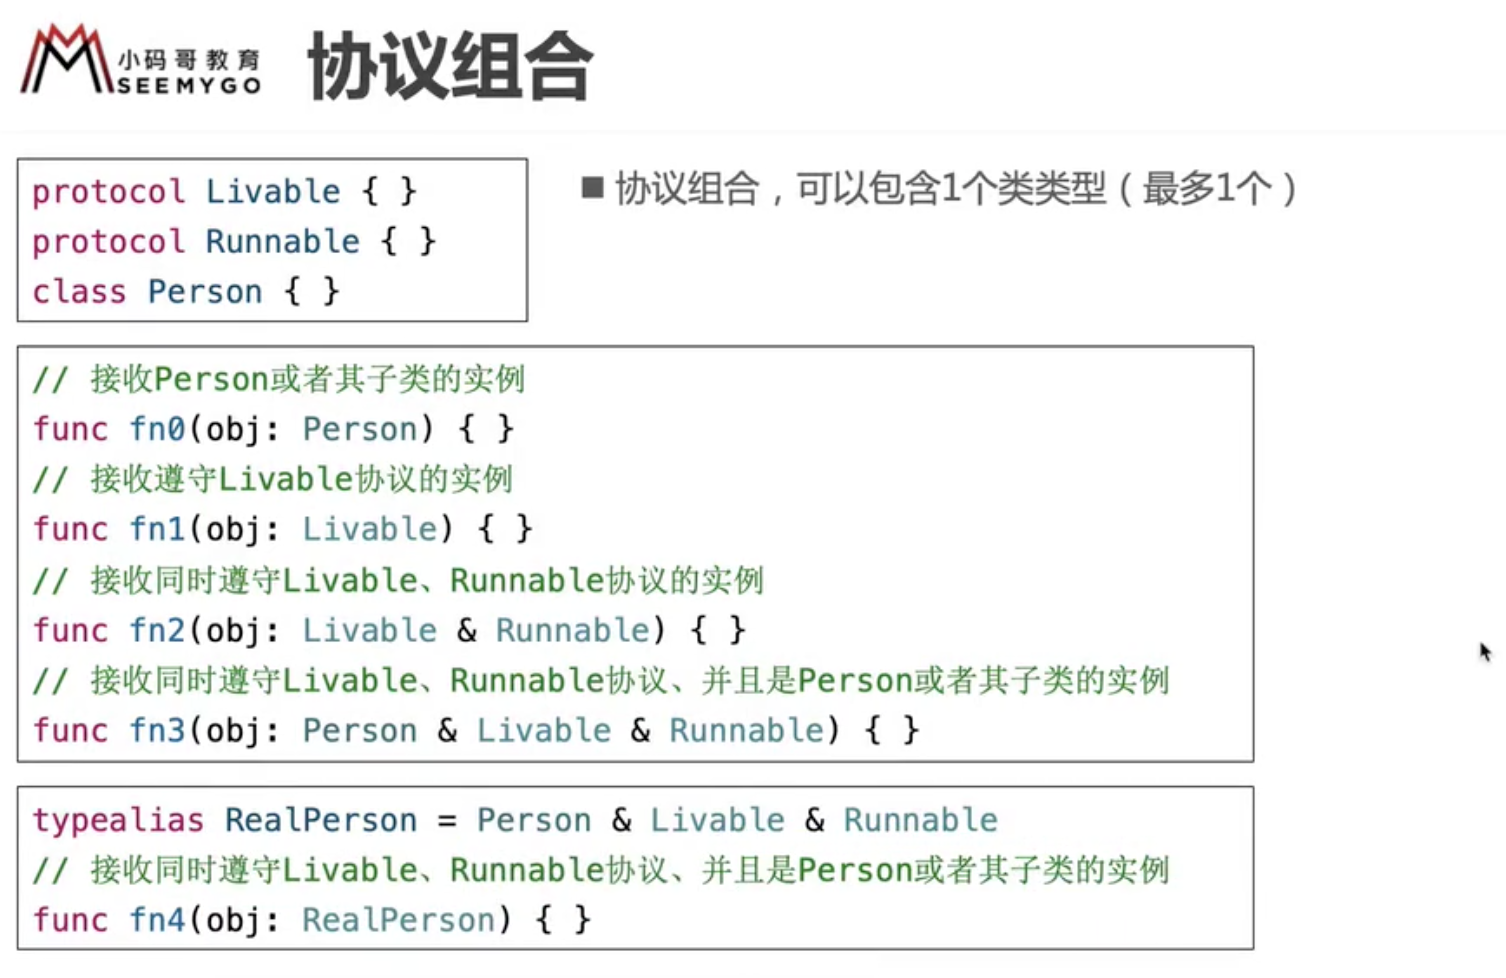 小码哥教育
SEEMYGO
协议组合
protocol Livable { }
protocol Runnable { }
class Person { }
■ 协议组合，可以包含1个类类型（最多1个）
// 接收Person或者其子类的实例
func fn0(obj: Person) { }
// 接收遵守Livable协议的实例
func fn1(obj: Livable) { }
// 接收同时遵守Livable、Runnable协议的实例
func fn2(obj: Livable & Runnable) { }
// 接收同时遵守Livable、Runnable协议、并且是Person或者其子类的实例
func fn3(obj: Person & Livable & Runnable) { }
typealias RealPerson = Person & Livable & Runnable
// 接收同时遵守Livable、Runnable协议、并且是Person或者其子类的实例
func fn4(obj: RealPerson) { }